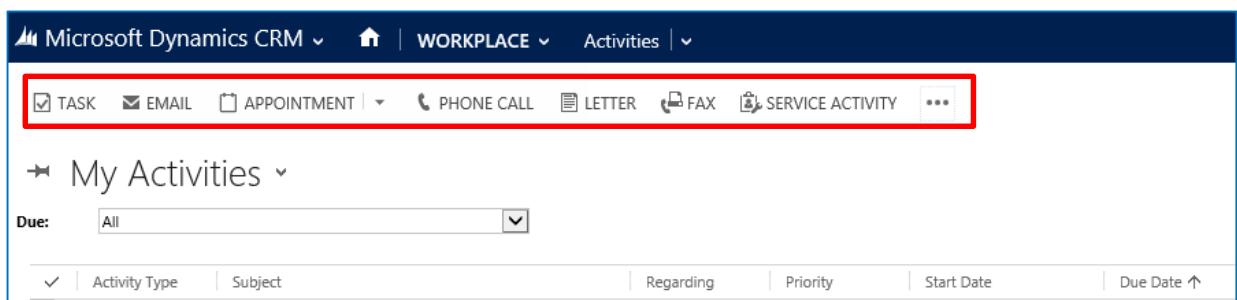 Microsoft Dynamics CRM WORKPLACE Activities
TASK EMAIL APPOINTMENT PHONE CALL LETTER FAX SERVICE ACTIVITY •••
My Activities
Due: All
Activity Type Subject Regarding Priority Start Date Due Date ↑